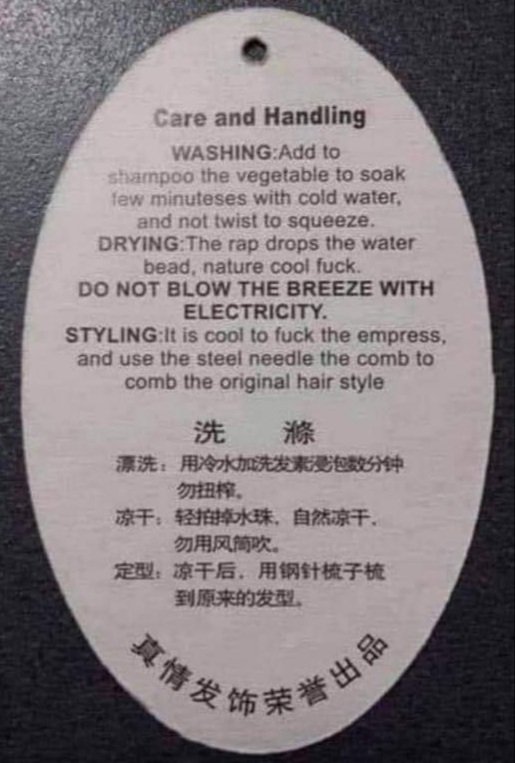 Care and Handling
WASHING:Add to
shampoo the vegetable to soak
few minuteses with cold water,
and not twist to squeeze.
DRYING:The rap drops the water
bead, nature cool fuck.
DO NOT BLOW THE BREEZE WITH
ELECTRICITY.
STYLING:It is cool to fuck the empress,
and use the steel needle the comb to
comb the original hair style
洗 滌
漂洗：用冷水加洗发素浸泡数分钟
勿扭榨。
凉干：轻拍掉水珠．自然凉干．
勿用风筒吹。
定型：凉干后．用钢针梳子梳
到原来的发型。
真情发饰荣誉出品